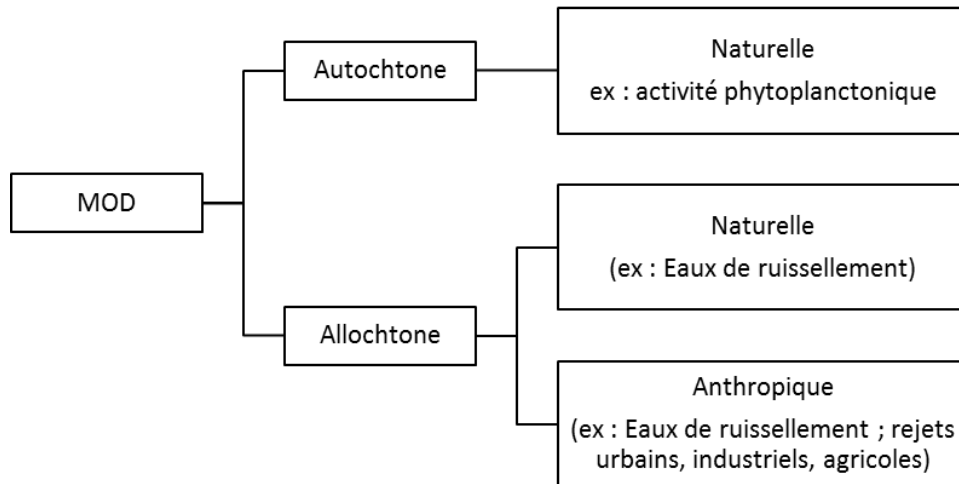 Naturelle
ex : activité phytoplanctonique
Autochtone
MOD
Naturelle
(ex : Eaux de ruissellement)
Allochtone
Anthropique
(ex : Eaux de ruissellement ; rejets
urbains, industriels, agricoles)